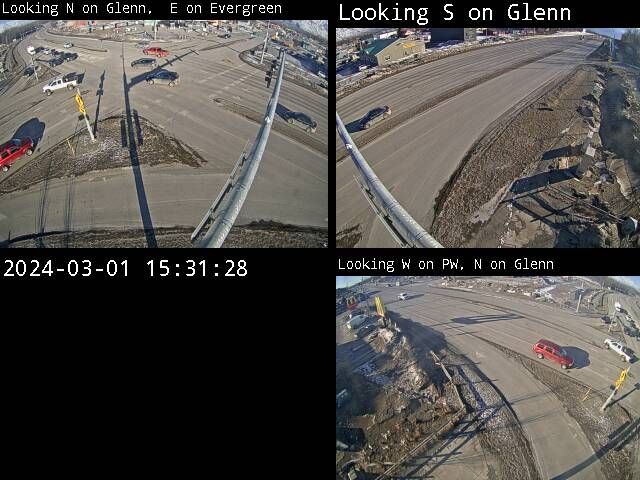 Looking N on Glenn, E on Evergreen
Looking S on Glenn
2024-03-01 15:31:28
Looking W on PW, N on Glenn